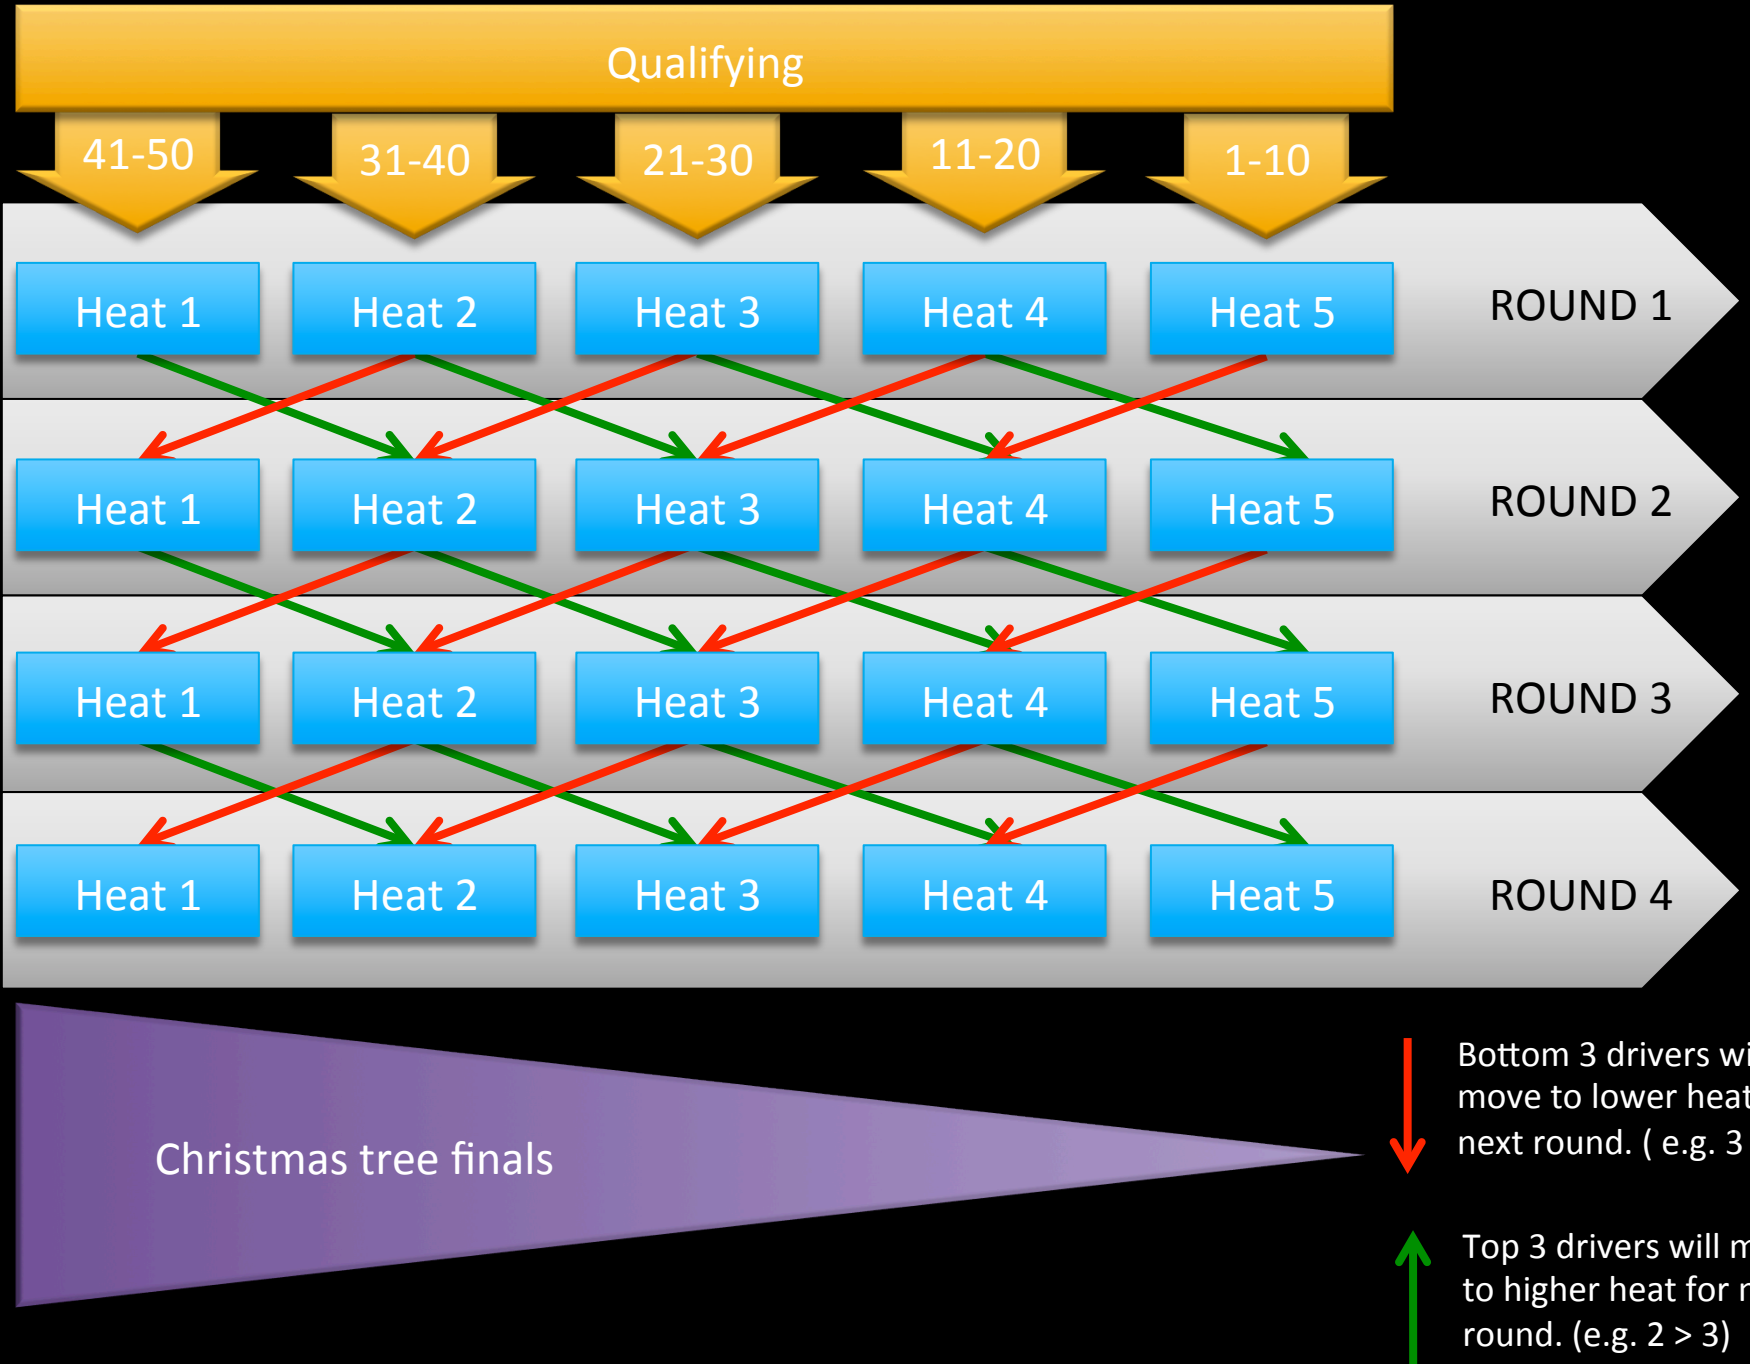 Qualifying
41-50 31-40 21-30 11-20 1-10
Heat 1 Heat 2 Heat 3 Heat 4 Heat 5 ROUND 1
Heat 1 Heat 2 Heat 3 Heat 4 Heat 5 ROUND 2
Heat 1 Heat 2 Heat 3 Heat 4 Heat 5 ROUND 3
Heat 1 Heat 2 Heat 3 Heat 4 Heat 5 ROUND 4
Christmas tree finals
Bottom 3 drivers
move to lower heat
next round. ( e.g. 3
Top 3 drivers will
to higher heat for
round. (e.g. 2 > 3)